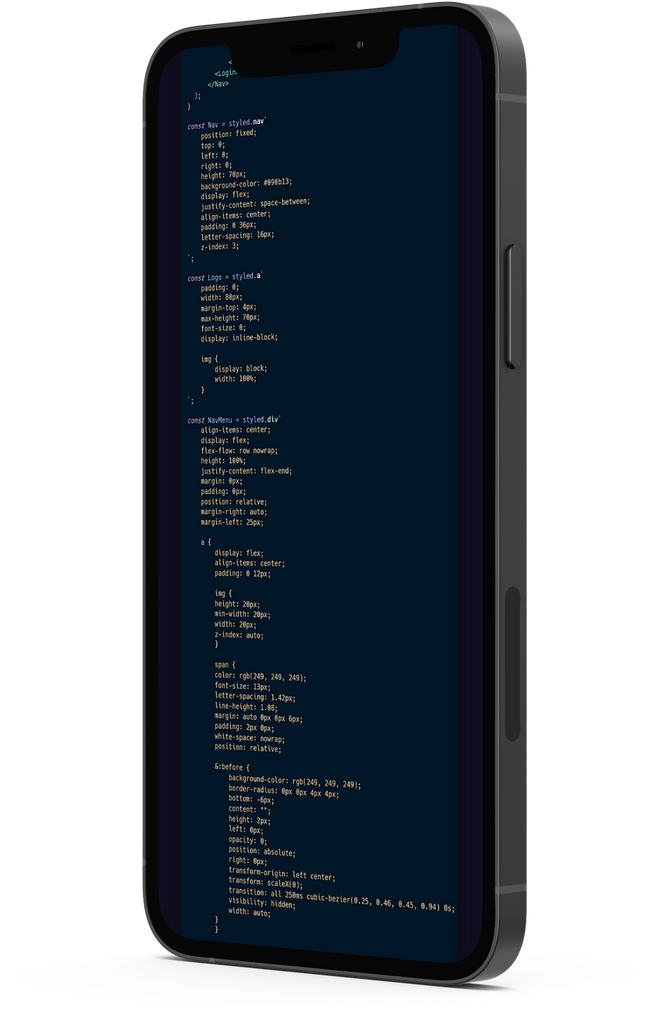 <
<Login
</Nav>
);
}
const Nav = styled.nav`
position: fixed;
top: 0;
left: 0;
right: 0;
height: 70px;
background-color: #090b13;
display: flex;
justify-content: space-between;
align-items: center;
padding: 0 36px;
letter-spacing: 16px;
z-index: 3;
`;
const Logo = styled.a`
padding: 0;
width: 80px;
margin-top: 4px;
max-height: 70px;
font-size: 0;
display: inline-block;
img {
display: block;
width: 100%;
}
`;
const NavMenu = styled.div`
align-items: center;
display: flex;
flex-flow: row nowrap;
height: 100%;
justify-content: flex-end;
margin: 0px;
padding: 0px;
position: relative;
margin-right: auto;
margin-left: 25px;
a {
display: flex;
align-items: center;
padding: 0 12px;
img {
height: 20px;
min-width: 20px;
width: 20px;
z-index: auto;
}
span {
color: rgb(249, 249, 249);
font-size: 13px;
letter-spacing: 1.42px;
line-height: 1.08;
margin: auto 0px 0px 6px;
padding: 2px 0px;
white-space: nowrap;
position: relative;
&:before {
background-color: rgb(249, 249, 249);
border-radius: 0px 0px 4px 4px;
bottom: -6px;
content: "";
height: 2px;
left: 0px;
opacity: 0;
position: absolute;
right: 0px;
transform-origin: left center;
transform: scaleX(0);
transition: all 250ms cubic-bezier(0.25, 0.46, 0.45, 0.94) 0s;
visibility: hidden;
width: auto;
}
}